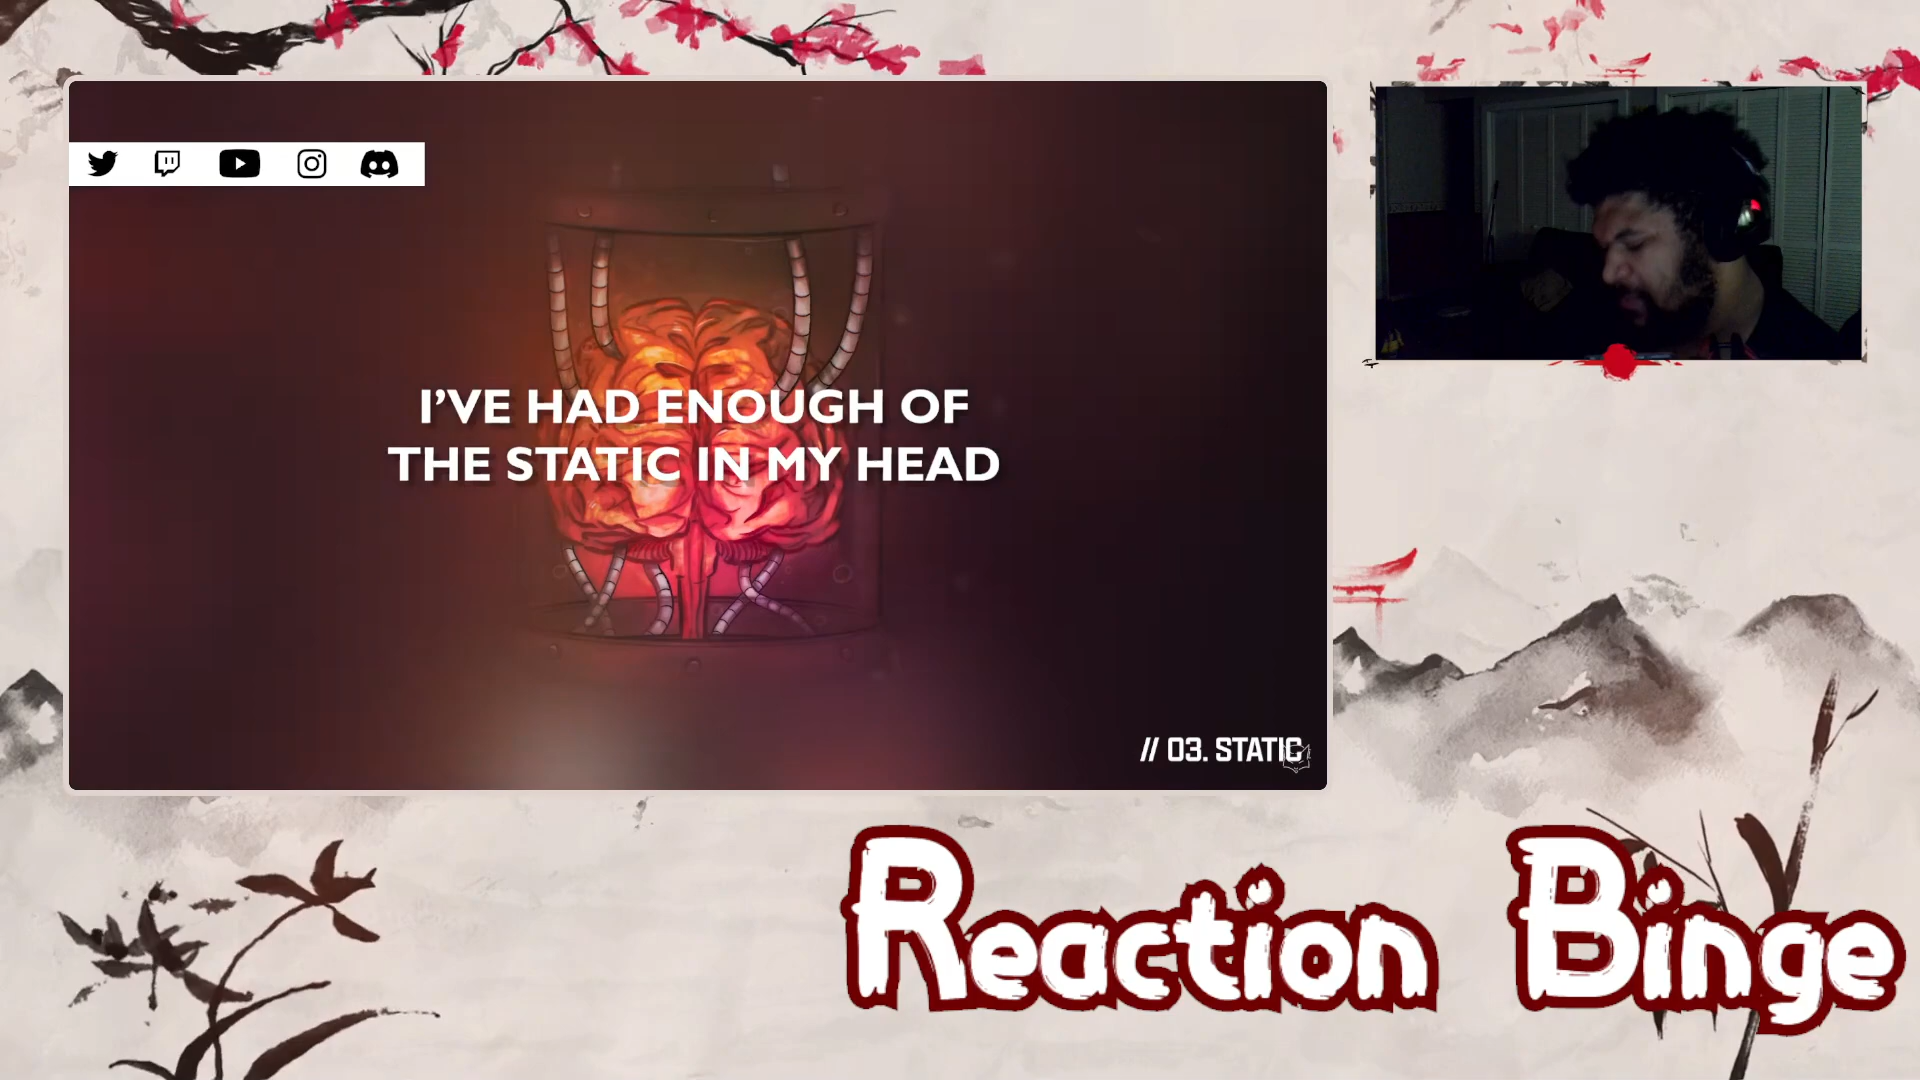 I'VE HAD ENOUGH OF
THE STATIC IN MY HEAD
// 03. STATIC
Reaction Binge